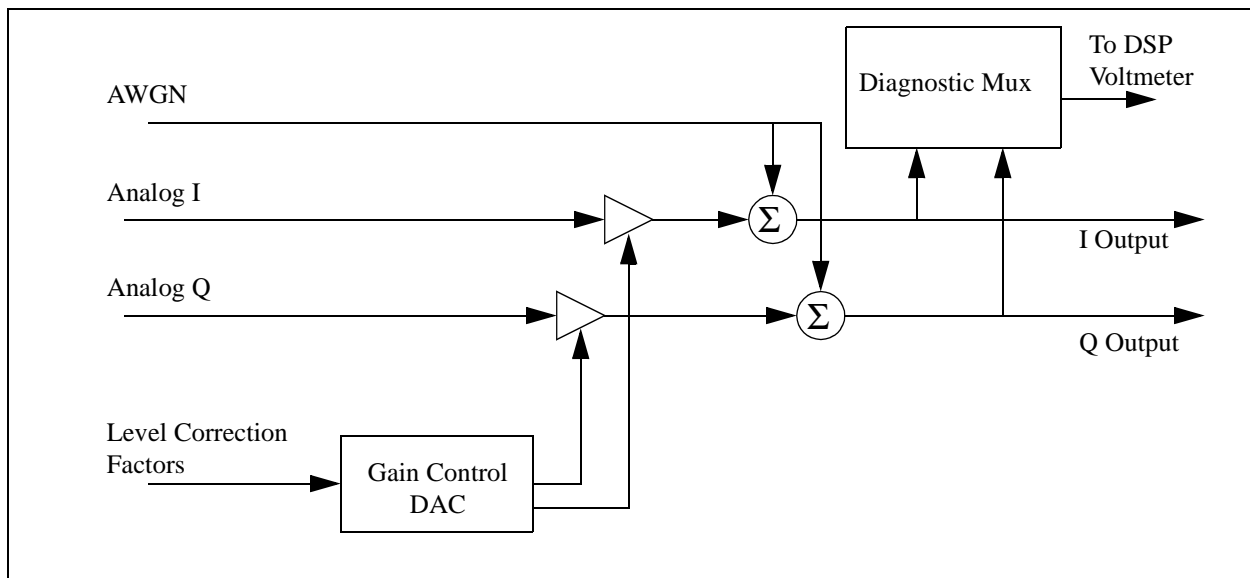 To DSP
Voltmeter
Diagnostic Mux
AWGN
Analog I
Σ
I Output
Analog Q
Σ
Q Output
Level Correction
Factors
Gain Control
DAC